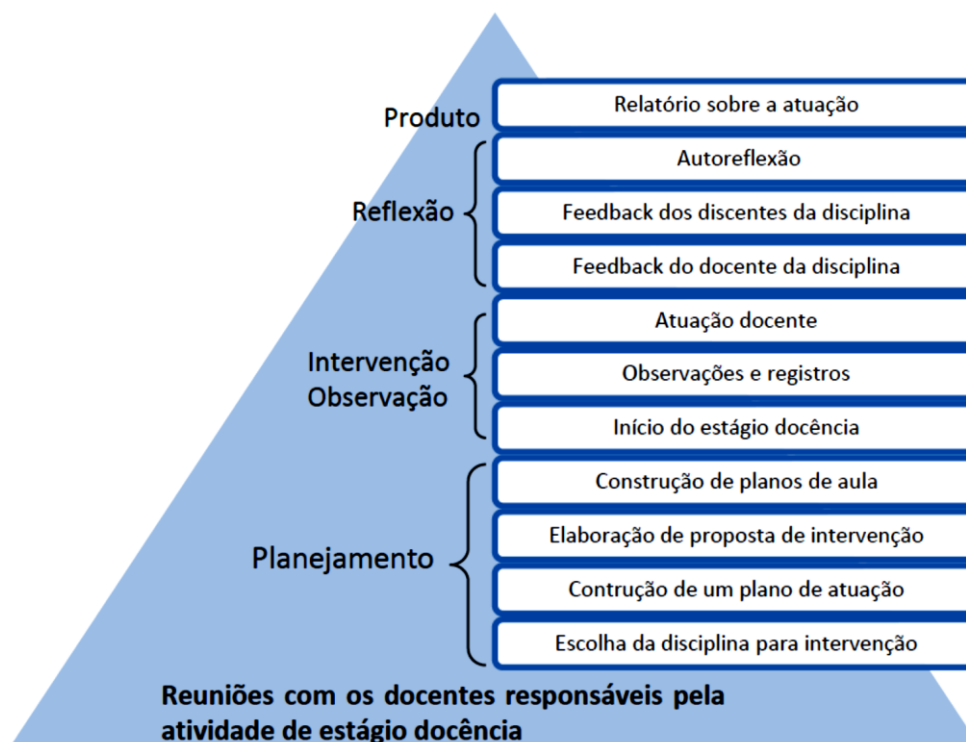 Produto
Relatório sobre a atuação
Reflexão
Autoreflexão
Feedback dos discentes da disciplina
Feedback do docente da disciplina
Intervenção
Observação
Atuação docente
Observações e registros
Início do estágio docência
Planejamento
Construção de planos de aula
Elaboração de proposta de intervenção
Contrução de um plano de atuação
Escolha da disciplina para intervenção
Reuniões com os docentes responsáveis pela
atividade de estágio docência